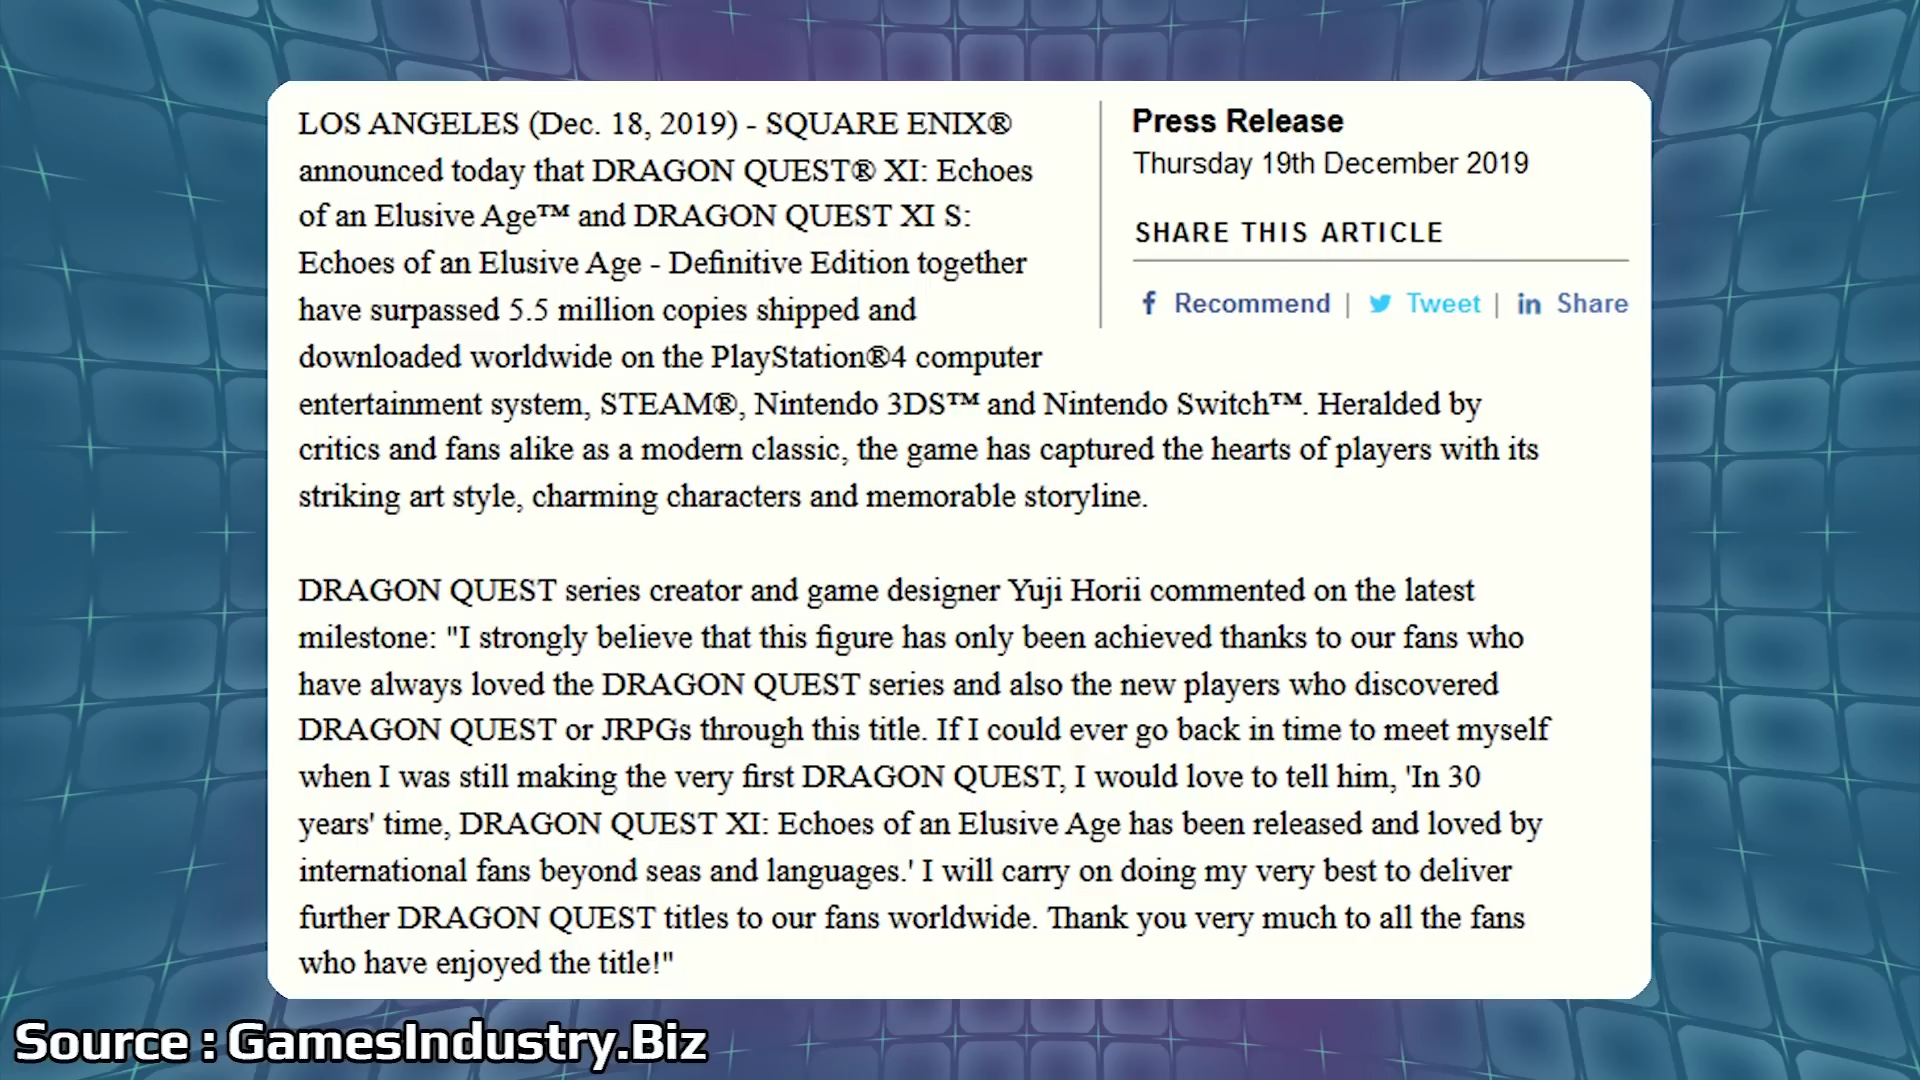 LOS ANGELES (Dec. 18, 2019) - SQUARE ENIX®
announced today that DRAGON QUEST® XI: Echoes
of an Elusive Age™ and DRAGON QUEST XI S:
Echoes of an Elusive Age - Definitive Edition together
have surpassed 5.5 million copies shipped and
downloaded worldwide on the PlayStation®4 computer
entertainment system, STEAM®, Nintendo 3DS™ and Nintendo Switch™. Heralded by
critics and fans alike as a modern classic, the game has captured the hearts of players with its
striking art style, charming characters and memorable storyline.
DRAGON QUEST series creator and game designer Yuji Horii commented on the latest
milestone: "I strongly believe that this figure has only been achieved thanks to our fans who
have always loved the DRAGON QUEST series and also the new players who discovered
DRAGON QUEST or JRPGs through this title. If I could ever go back in time to meet myself
when I was still making the very first DRAGON QUEST, I would love to tell him, 'In 30
years' time, DRAGON QUEST XI: Echoes of an Elusive Age has been released and loved by
international fans beyond seas and languages.' I will carry on doing my very best to deliver
further DRAGON QUEST titles to our fans worldwide. Thank you very much to all the fans
who have enjoyed the title!"
Press Release
Thursday 19th December 2019
SHARE THIS ARTICLE
f Recommend | Tweet | in Share
Source : GamesIndustry.Biz